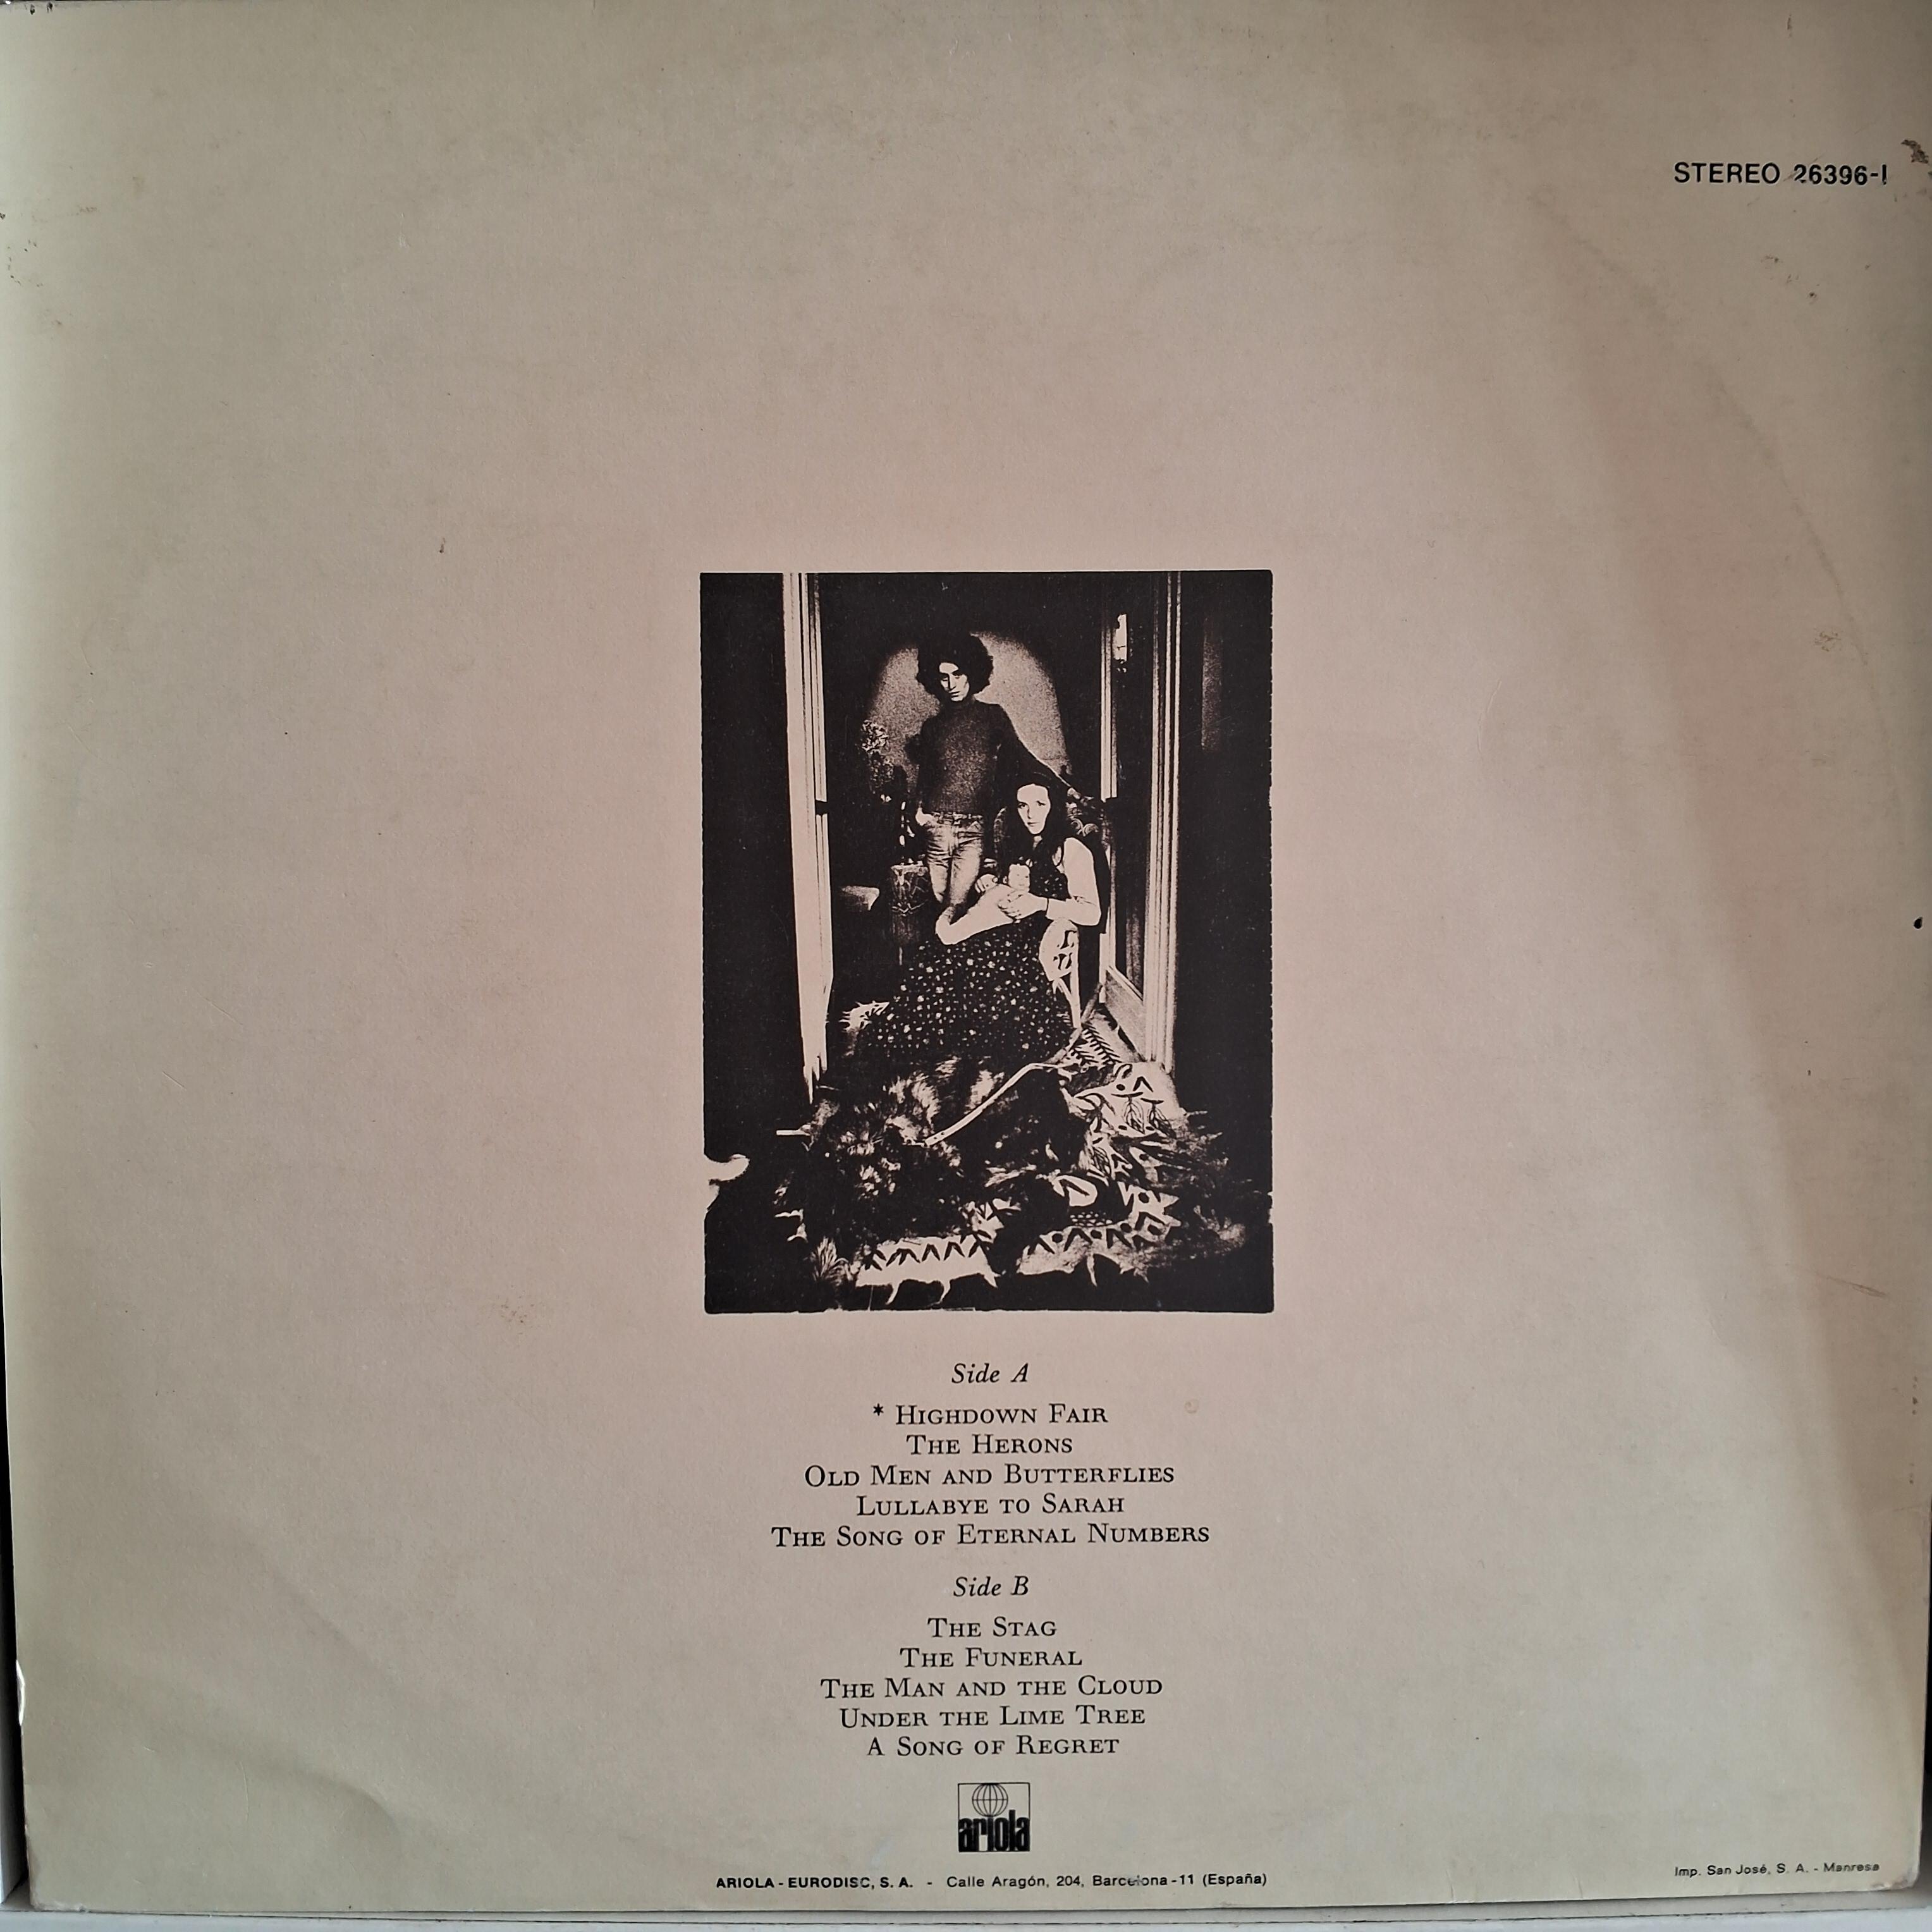 STEREO 26396-I
Side A
* HIGHDOWN FAIR
THE HERONS
OLD MEN AND BUTTERFLIES
LULLABYE TO SARAH
THE SONG OF ETERNAL NUMBERS
Side B
THE STAG
THE FUNERAL
THE MAN AND THE CLOUD
UNDER THE LIME TREE
A SONG OF REGRET
ariola
ARIOLA - EURODISC, S. A. - Calle Aragón, 204, Barcelona - 11 (España)
Imp. San José, S. A. - Manresa